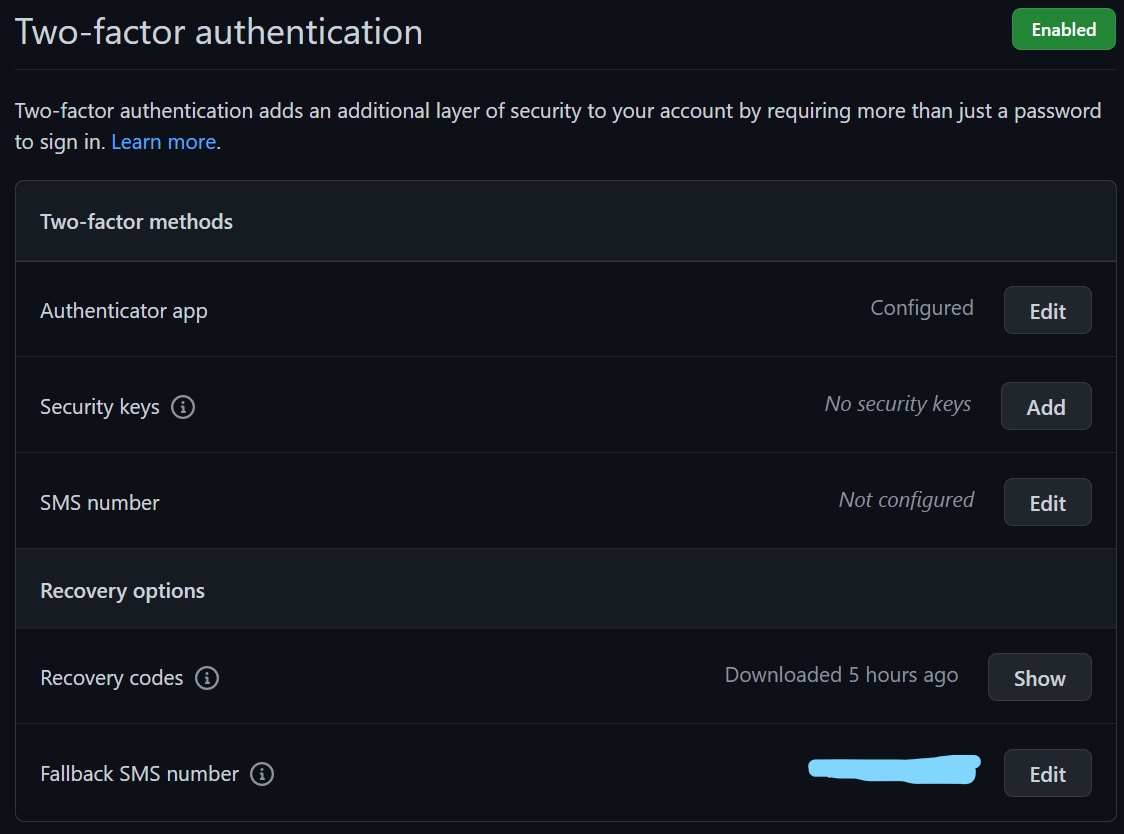 Two-factor authentication
Enabled
Two-factor authentication adds an additional layer of security to your account by requiring more than just a password
to sign in. Learn more.
Two-factor methods
Authenticator app
Configured
Edit
Security keys
No security keys
Add
SMS number
Not configured
Edit
Recovery options
Recovery codes
Downloaded 5 hours ago
Show
Fallback SMS number
Edit